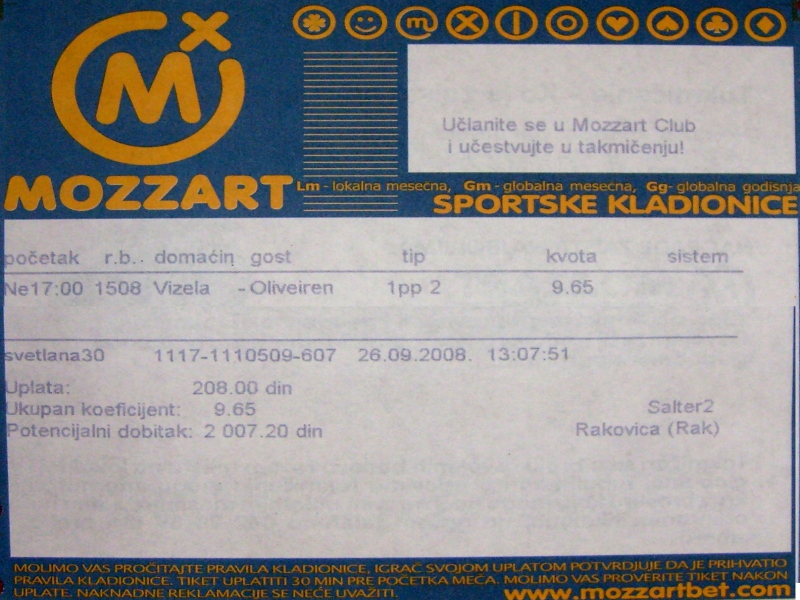 Učlanite se u Mozzart Club
i učestvujte u takmičenju!
MOZZART
Lm - lokalna mesečna, Gm - globalna mesečna, Gg- globalna godisnja
SPORTSKE KLADIONICE
početak r.b.. domaćin gost tip kvota sistem
Ne17:00 1508 Vizela - Oliveiren 1pp 2 9.65
svetlana30 1117-1110509-607 26.09.2008. 13:07:51
Uplata: 208.00 din
Ukupan koeficijent: 9.65 Salter2
Potencijalni dobitak: 2 007.20 din Rakovica (Rak)
MOLIMO VAS PROČITAJTE PRAVILA KLADIONICE, IGRAČ SVOJOM UPLATOM POTVRDJUJE DA JE PRIHVATIO
PRAVILA KLADIONICE. TIKET UPLATITI 30 MIN PRE POČETKA MEČA. MOLIMO VAS PROVERITE TIKET NAKON
UPLATE. NAKNADNE REKLAMACIJE SE NEĆE UVAŽITI.
www.mozzartbet.com